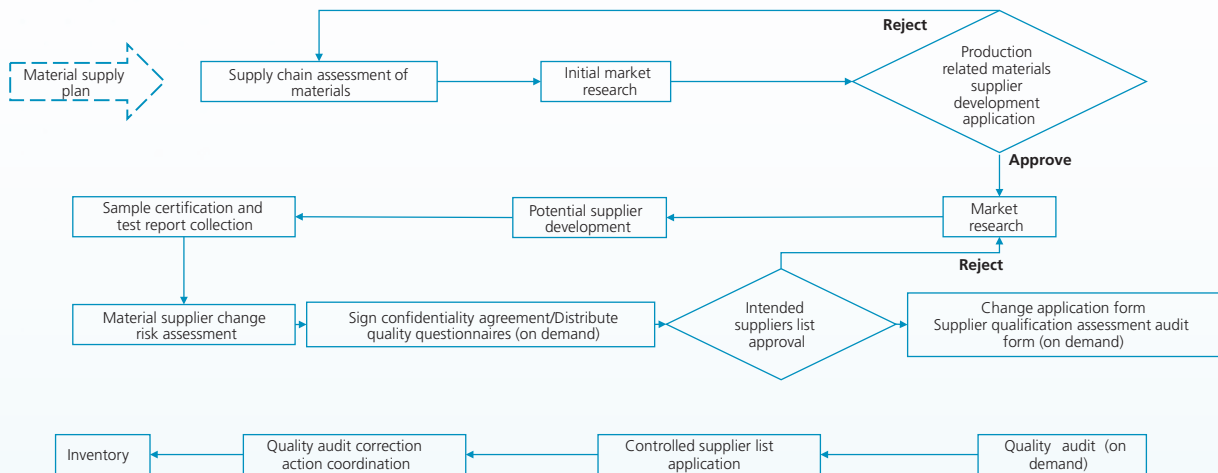 Reject
Material supply
plan
Supply chain assessment of
materials
Initial market
research
Production
related materials
supplier
development
application
Approve
Sample certification and
test report collection
Potential supplier
development
Market
research
Reject
Material supplier change
risk assessment
Sign confidentiality agreement/Distribute
quality questionnaires (on demand)
Intended
suppliers list
approval
Change application form
Supplier qualification assessment audit
form (on demand)
Inventory
Quality audit correction
action coordination
Controlled supplier list
application
Quality audit (on
demand)